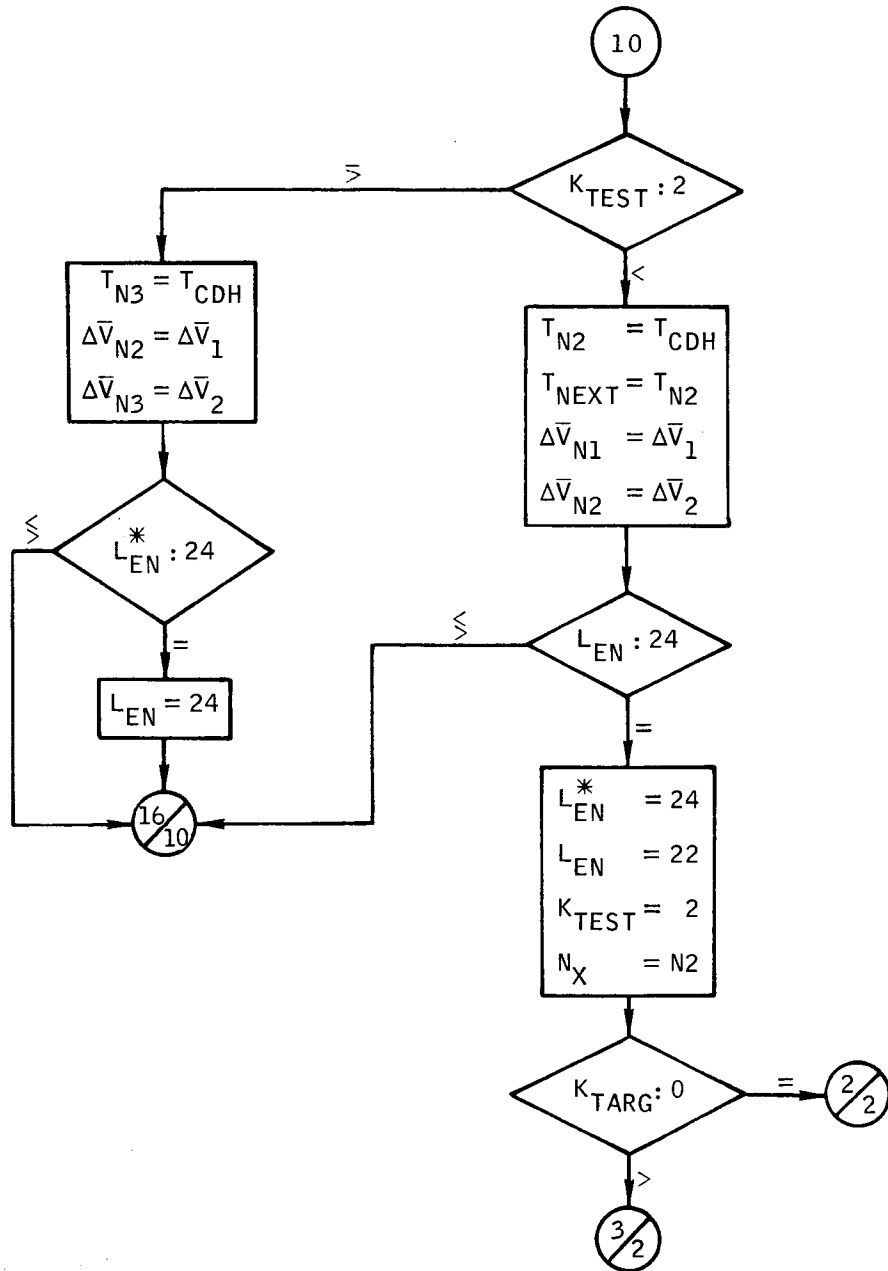 10
K_TEST : 2
≥
<
T_N3 = T_CDH
ΔV̄_N2 = ΔV̄_1
ΔV̄_N3 = ΔV̄_2
T_N2 = T_CDH
T_NEXT = T_N2
ΔV̄_N1 = ΔV̄_1
ΔV̄_N2 = ΔV̄_2
≶
L*_EN : 24
=
L_EN = 24
≶
L_EN : 24
=
16/10
L*_EN = 24
L_EN = 22
K_TEST = 2
N_X = N2
K_TARG : 0
=
2/2
>
3/2